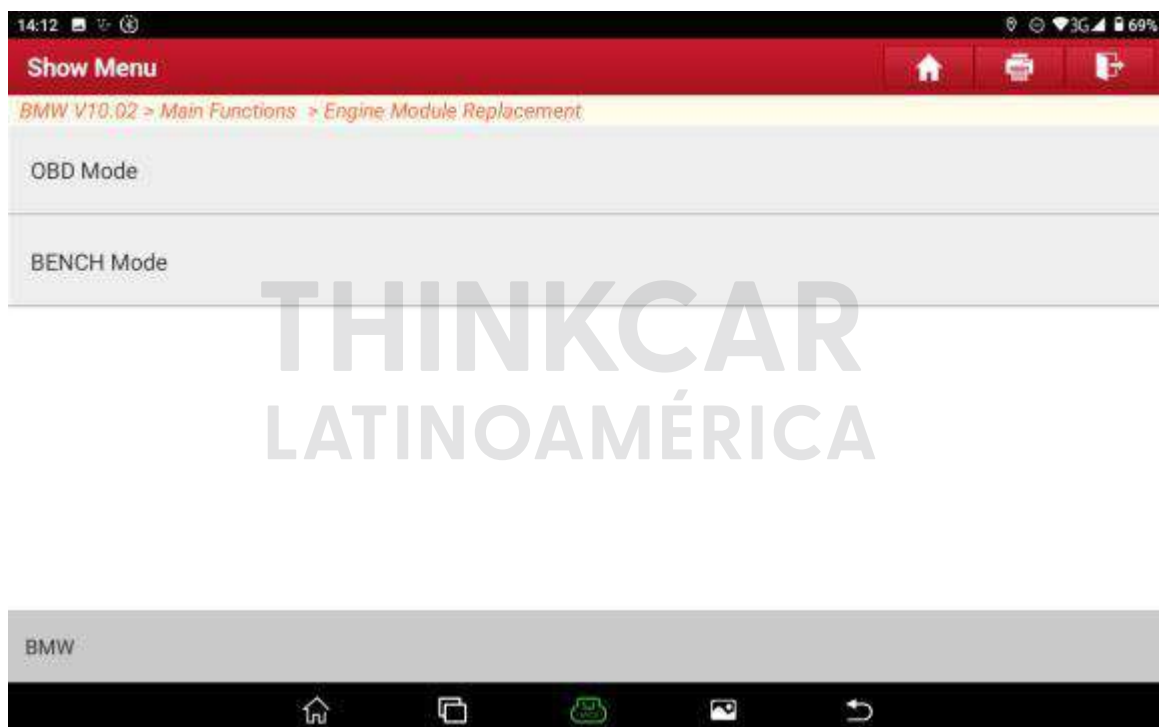 14:12
3G 69%
Show Menu
BMW V10.02 > Main Functions > Engine Module Replacement
OBD Mode
BENCH Mode
THINKCAR
LATINOAMÉRICA
BMW